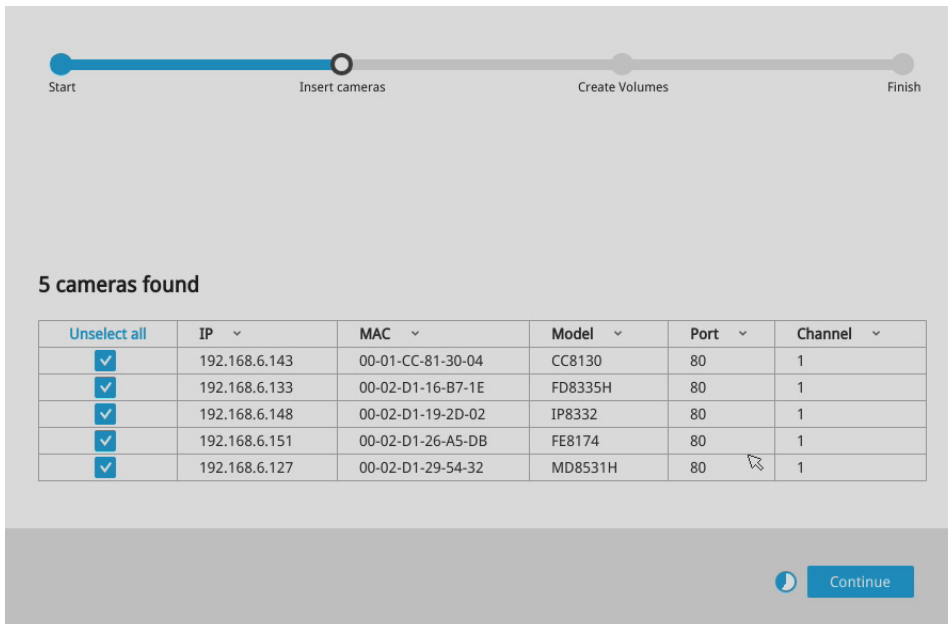 Start Insert cameras Create Volumes Finish
5 cameras found
Unselect all IP MAC Model Port Channel
192.168.6.143 00-01-CC-81-30-04 CC8130 80 1
192.168.6.133 00-02-D1-16-B7-1E FD8335H 80 1
192.168.6.148 00-02-D1-19-2D-02 IP8332 80 1
192.168.6.151 00-02-D1-26-A5-DB FE8174 80 1
192.168.6.127 00-02-D1-29-54-32 MD8531H 80 1
Continue